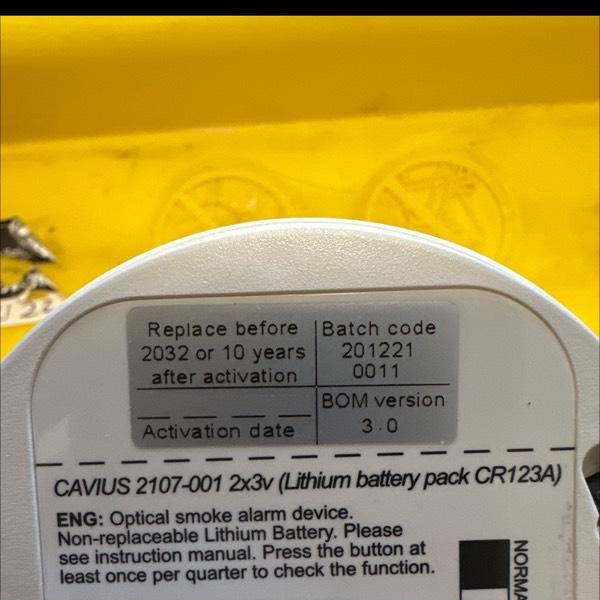 Replace before
2032 or 10 years
after activation
Activation date
Batch code
201221
0011
BOM version
3.0
CAVIUS 2107-001 2x3v (Lithium battery pack CR123A)
ENG: Optical smoke alarm device.
Non-replaceable Lithium Battery. Please
see instruction manual. Press the button at
least once per quarter to check the function.